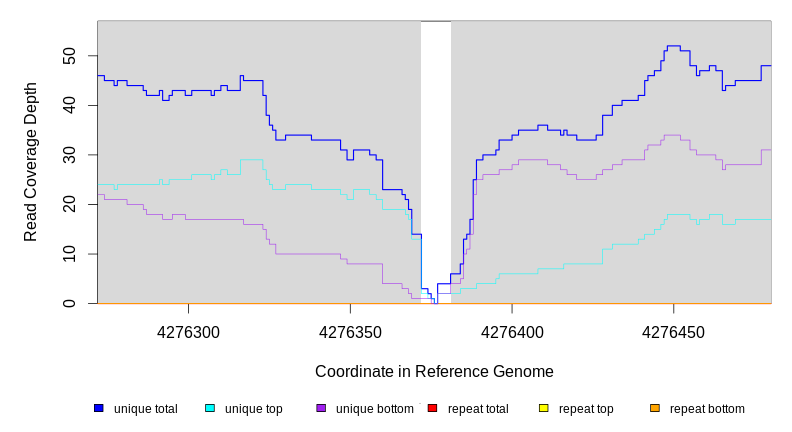 50
40
30
20
10
0
Read Coverage Depth
4276300 4276350 4276400 4276450
Coordinate in Reference Genome
unique total unique top unique bottom repeat total repeat top repeat bottom